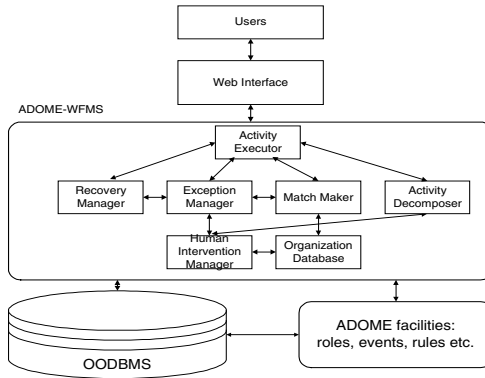 Users
Web Interface
ADOME-WFMS
Activity
Executor
Recovery
Manager
Exception
Manager
Match Maker
Activity
Decomposer
Human
Intervention
Manager
Organization
Database
OODBMS
ADOME facilities:
roles, events, rules etc.